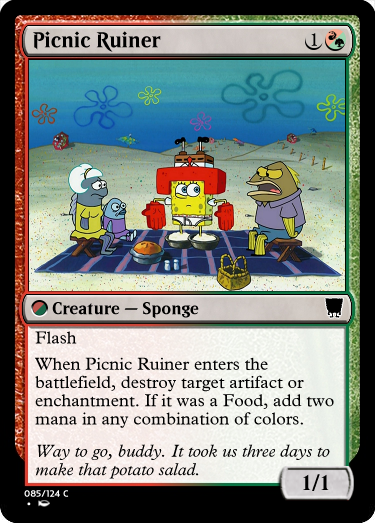 Picnic Ruiner 1
Creature — Sponge
Flash
When Picnic Ruiner enters the
battlefield, destroy target artifact or
enchantment. If it was a Food, add two
mana in any combination of colors.
Way to go, buddy. It took us three days to
make that potato salad.
1/1
085/124 C